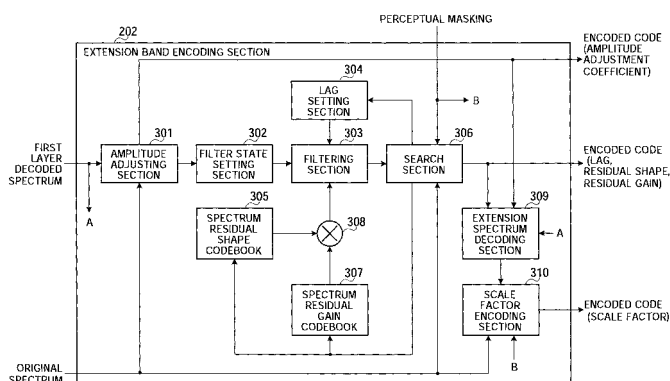 PERCEPTUAL MASKING
202
EXTENSION BAND ENCODING SECTION
ENCODED CODE
(AMPLITUDE
ADJUSTMENT
COEFFICIENT)
304
LAG
SETTING
SECTION
B
FIRST
LAYER
DECODED
SPECTRUM
301
AMPLITUDE
ADJUSTING
SECTION
302
FILTER STATE
SETTING
SECTION
303
FILTERING
SECTION
306
SEARCH
SECTION
ENCODED CODE
(LAG,
RESIDUAL SHAPE,
RESIDUAL GAIN)
A
305
SPECTRUM
RESIDUAL
SHAPE
CODEBOOK
308
309
EXTENSION
SPECTRUM
DECODING
SECTION
A
307
SPECTRUM
RESIDUAL
GAIN
CODEBOOK
310
SCALE
FACTOR
ENCODING
SECTION
ENCODED CODE
(SCALE FACTOR)
B
ORIGINAL
SPECTRUM